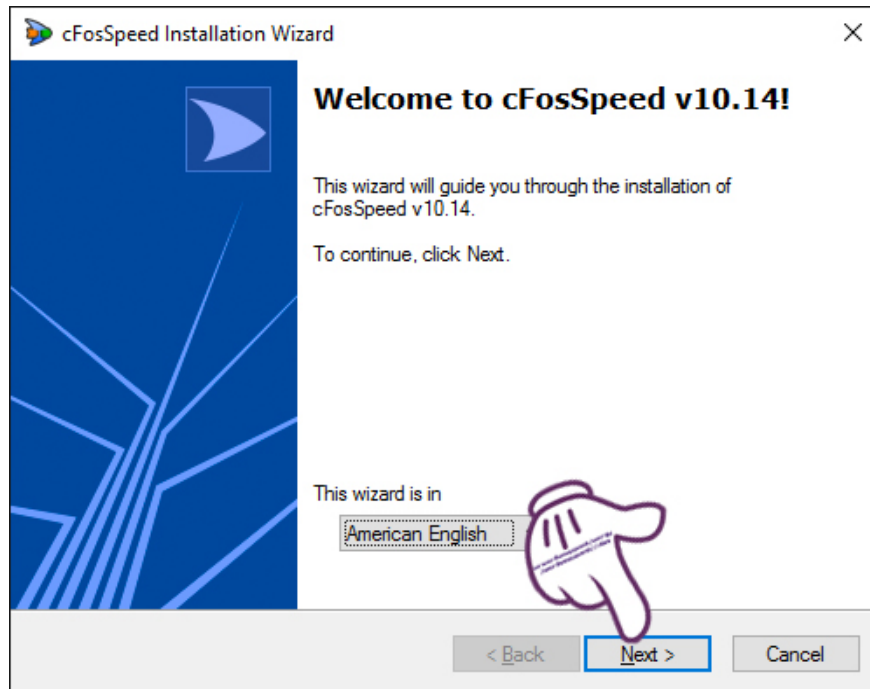 cFosSpeed Installation Wizard
Welcome to cFosSpeed v10.14!
This wizard will guide you through the installation of
cFosSpeed v10.14.
To continue, click Next.
This wizard is in
American English
< Back
Next >
Cancel